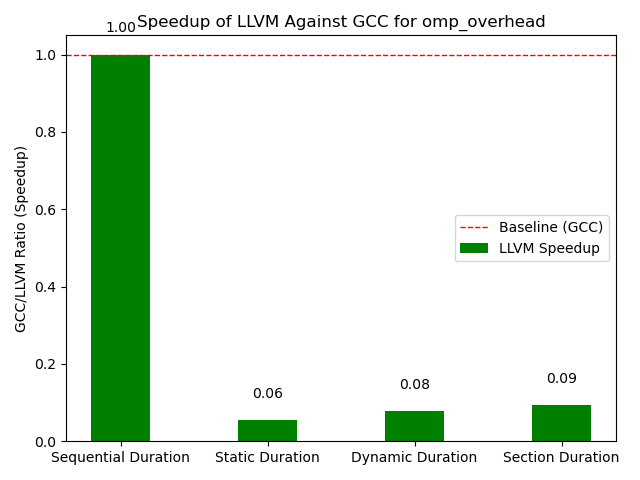 Speedup of LLVM Against GCC for omp_overhead
1.00
1.0
0.8
0.6
0.4
0.2
0.0
GCC/LLVM Ratio (Speedup)
Baseline (GCC)
LLVM Speedup
0.06
0.08
0.09
Sequential Duration
Static Duration
Dynamic Duration
Section Duration